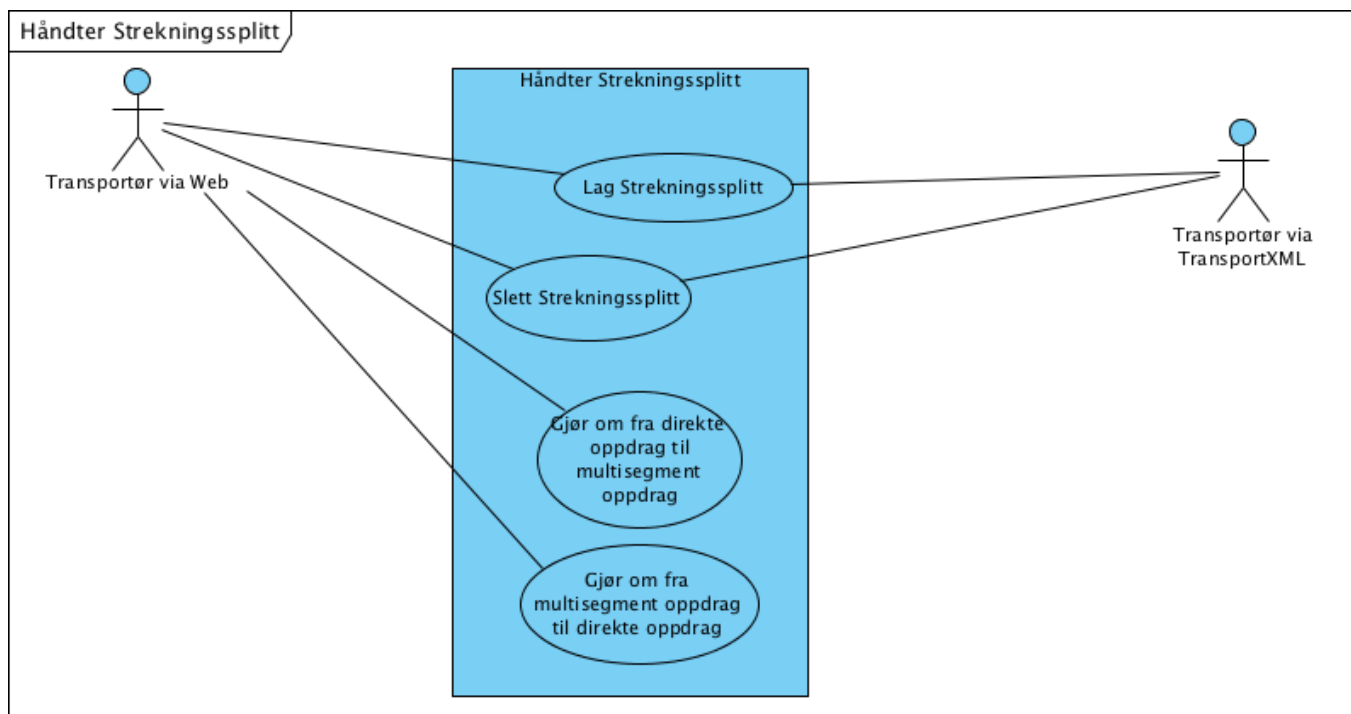 Håndter Strekningssplitt
Håndter Strekningssplitt
Transportør via Web
Lag Strekningssplitt
Transportør via
TransportXML
Slett Strekningssplitt
Gjør om fra direkte
oppdrag til
multisegment
oppdrag
Gjør om fra
multisegment oppdrag
til direkte oppdrag